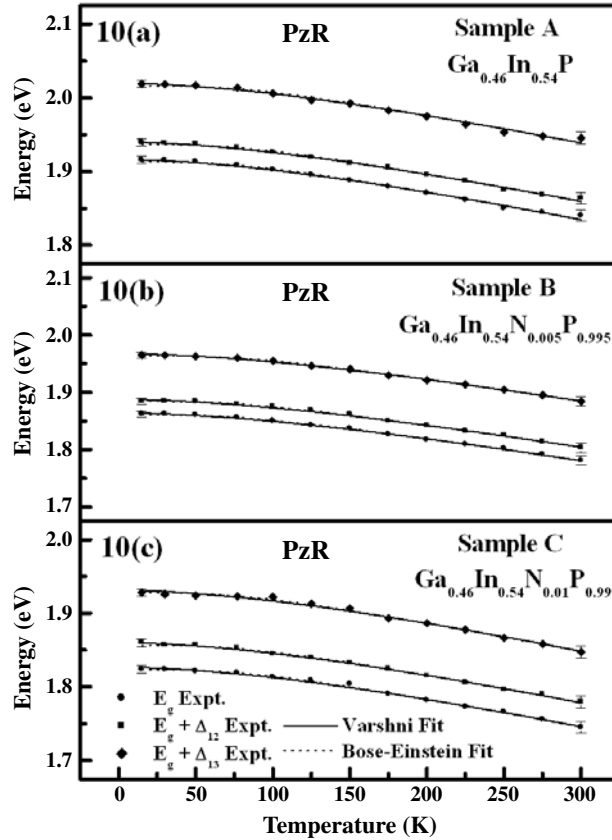 10(a) PzR Sample A
Ga0.46In0.54P
2.1
2.0
1.9
1.8
Energy (eV)
10(b) PzR Sample B
Ga0.46In0.54N0.005P0.995
2.1
2.0
1.9
1.8
1.7
Energy (eV)
10(c) PzR Sample C
Ga0.46In0.54N0.01P0.99
2.0
1.9
1.8
1.7
Energy (eV)
Eg Expt.
Eg + Δ12 Expt. Varshni Fit
Eg + Δ13 Expt. Bose-Einstein Fit
0 50 100 150 200 250 300
Temperature (K)